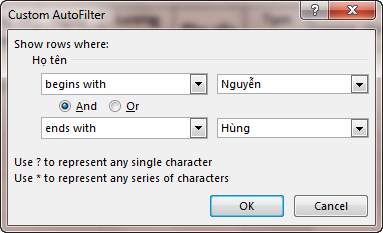 Custom AutoFilter
Show rows where:
Họ tên
begins with Nguyễn
And Or
ends with Hùng
Use ? to represent any single character
Use * to represent any series of characters
OK Cancel